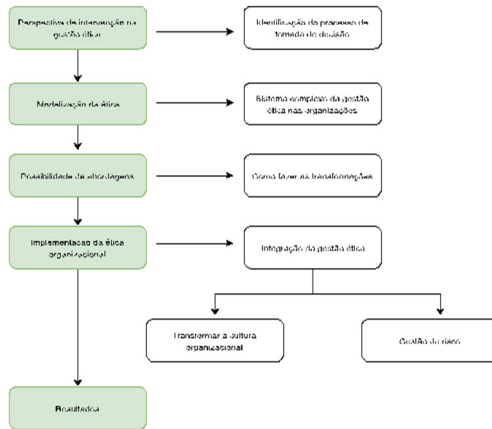 Perspectiva de intervenção na
gestão ética
Identificação do processo de
tomada de decisão
Modelização da ética
Sistema complexo da gestão
ética nas organizações
Possibilidade de abordagens
Como fazer as transformações
Implementação da ética
organizacional
Integração da gestão ética
Transformar a cultura
organizacional
Gestão de risco
Resultados